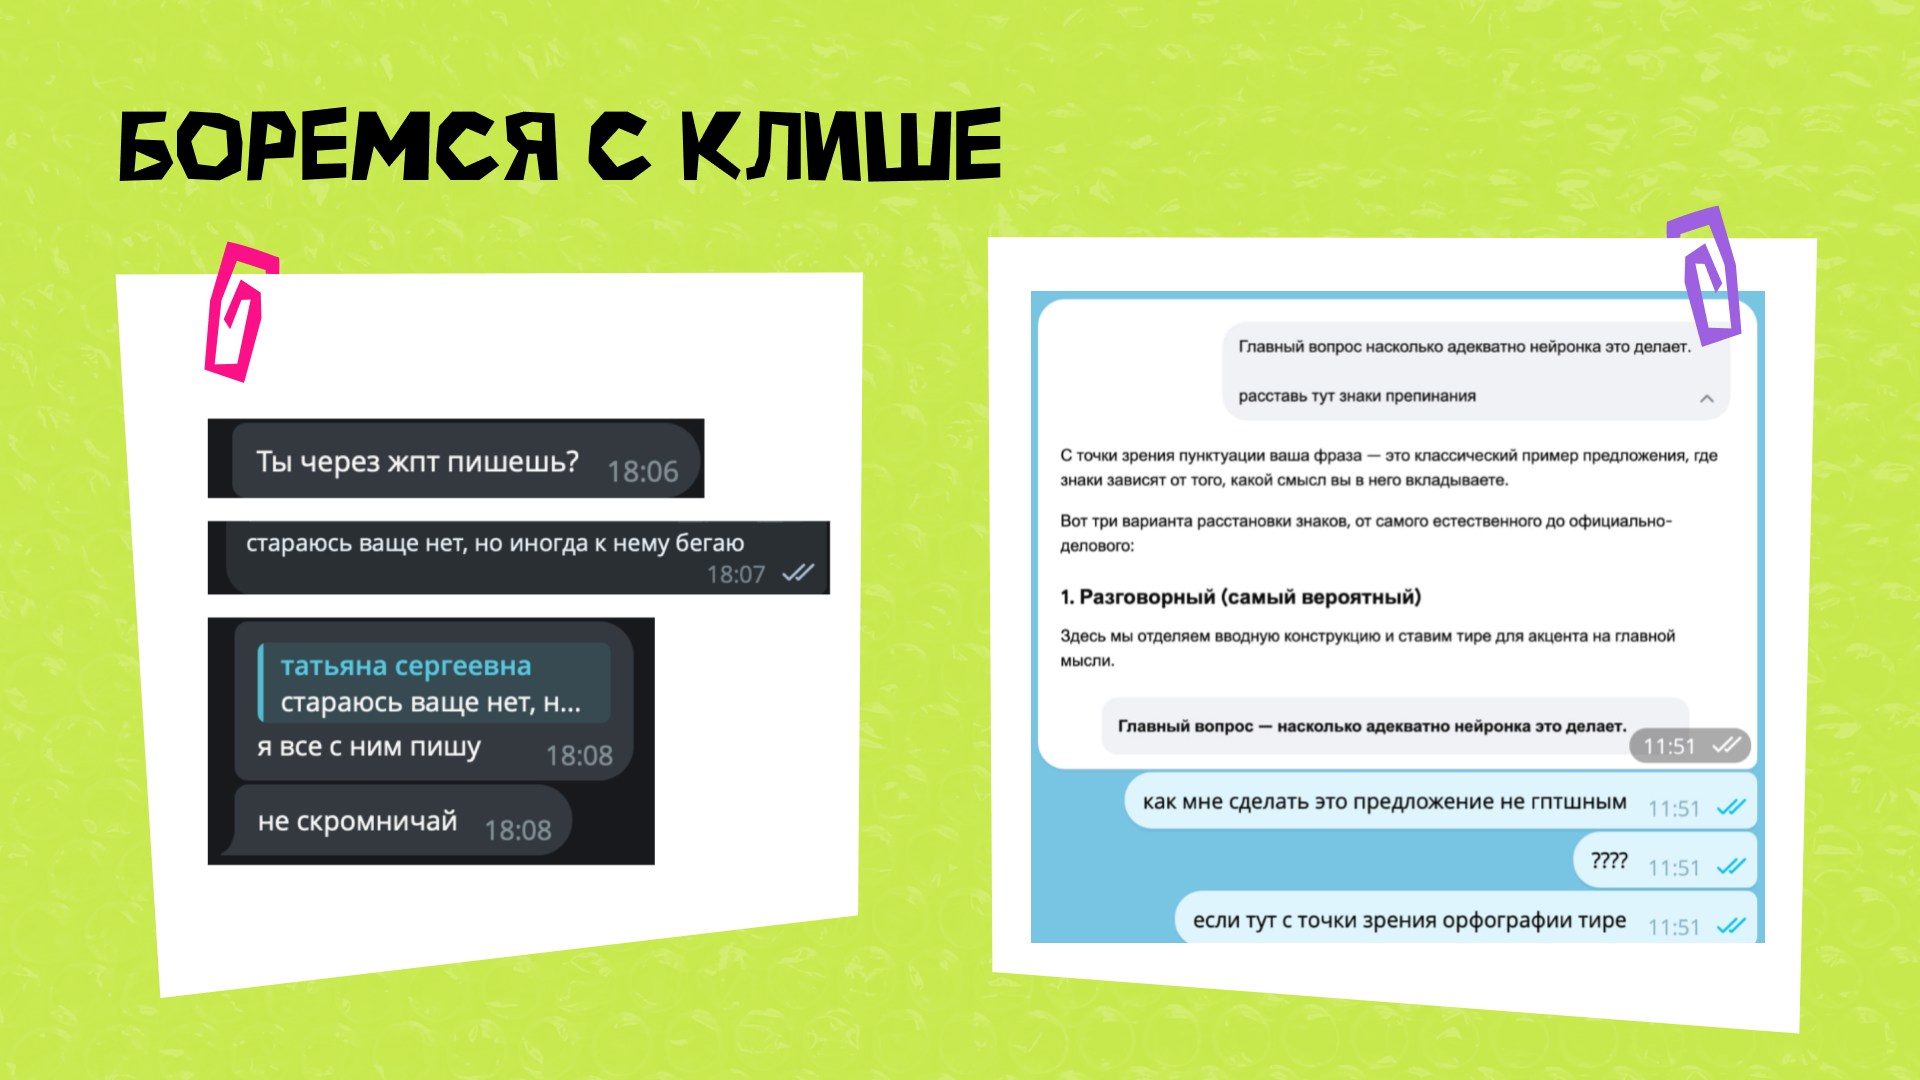 БОРЕМСЯ С КЛИШЕ
Ты через жпт пишешь? 18:06
стараюсь ваще нет, но иногда к нему бегаю
18:07
татьяна сергеевна
стараюсь ваще нет, н...
я все с ним пишу 18:08
не скромничай 18:08
Главный вопрос насколько адекватно нейронка это делает.
расставь тут знаки препинания
С точки зрения пунктуации ваша фраза — это классический пример предложения, где
знаки зависят от того, какой смысл вы в него вкладываете.
Вот три варианта расстановки знаков, от самого естественного до официально-
делового:
1. Разговорный (самый вероятный)
Здесь мы отделяем вводную конструкцию и ставим тире для акцента на главной
мысли.
Главный вопрос — насколько адекватно нейронка это делает.
11:51
как мне сделать это предложение не гптшным 11:51
???? 11:51
если тут с точки зрения орфографии тире 11:51